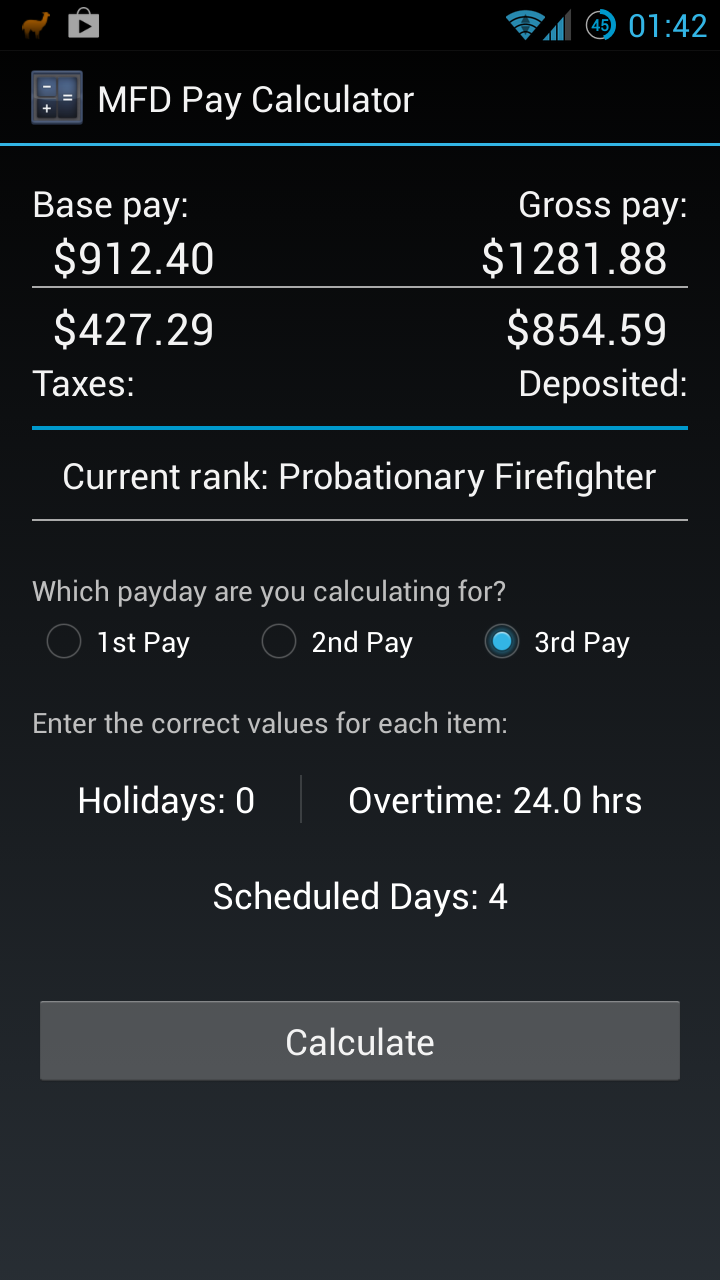 45 01:42
MFD Pay Calculator
Base pay: Gross pay:
$912.40 $1281.88
$427.29 $854.59
Taxes: Deposited:
Current rank: Probationary Firefighter
Which payday are you calculating for?
1st Pay 2nd Pay 3rd Pay
Enter the correct values for each item:
Holidays: 0 Overtime: 24.0 hrs
Scheduled Days: 4
Calculate